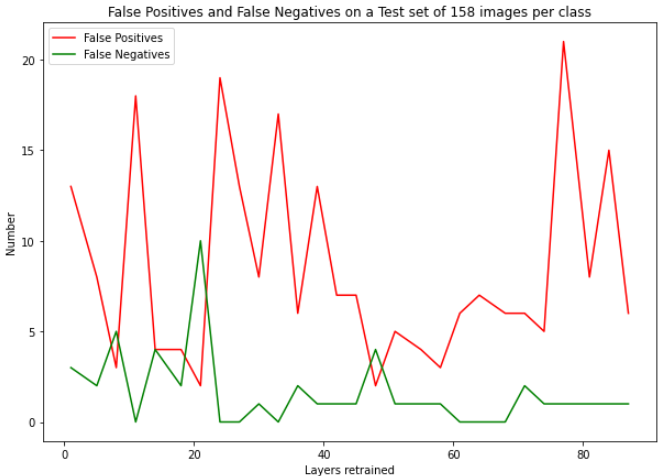 False Positives and False Negatives on a Test set of 158 images per class
False Positives
False Negatives
20
15
10
5
0
Number
0
20
40
60
80
Layers retrained